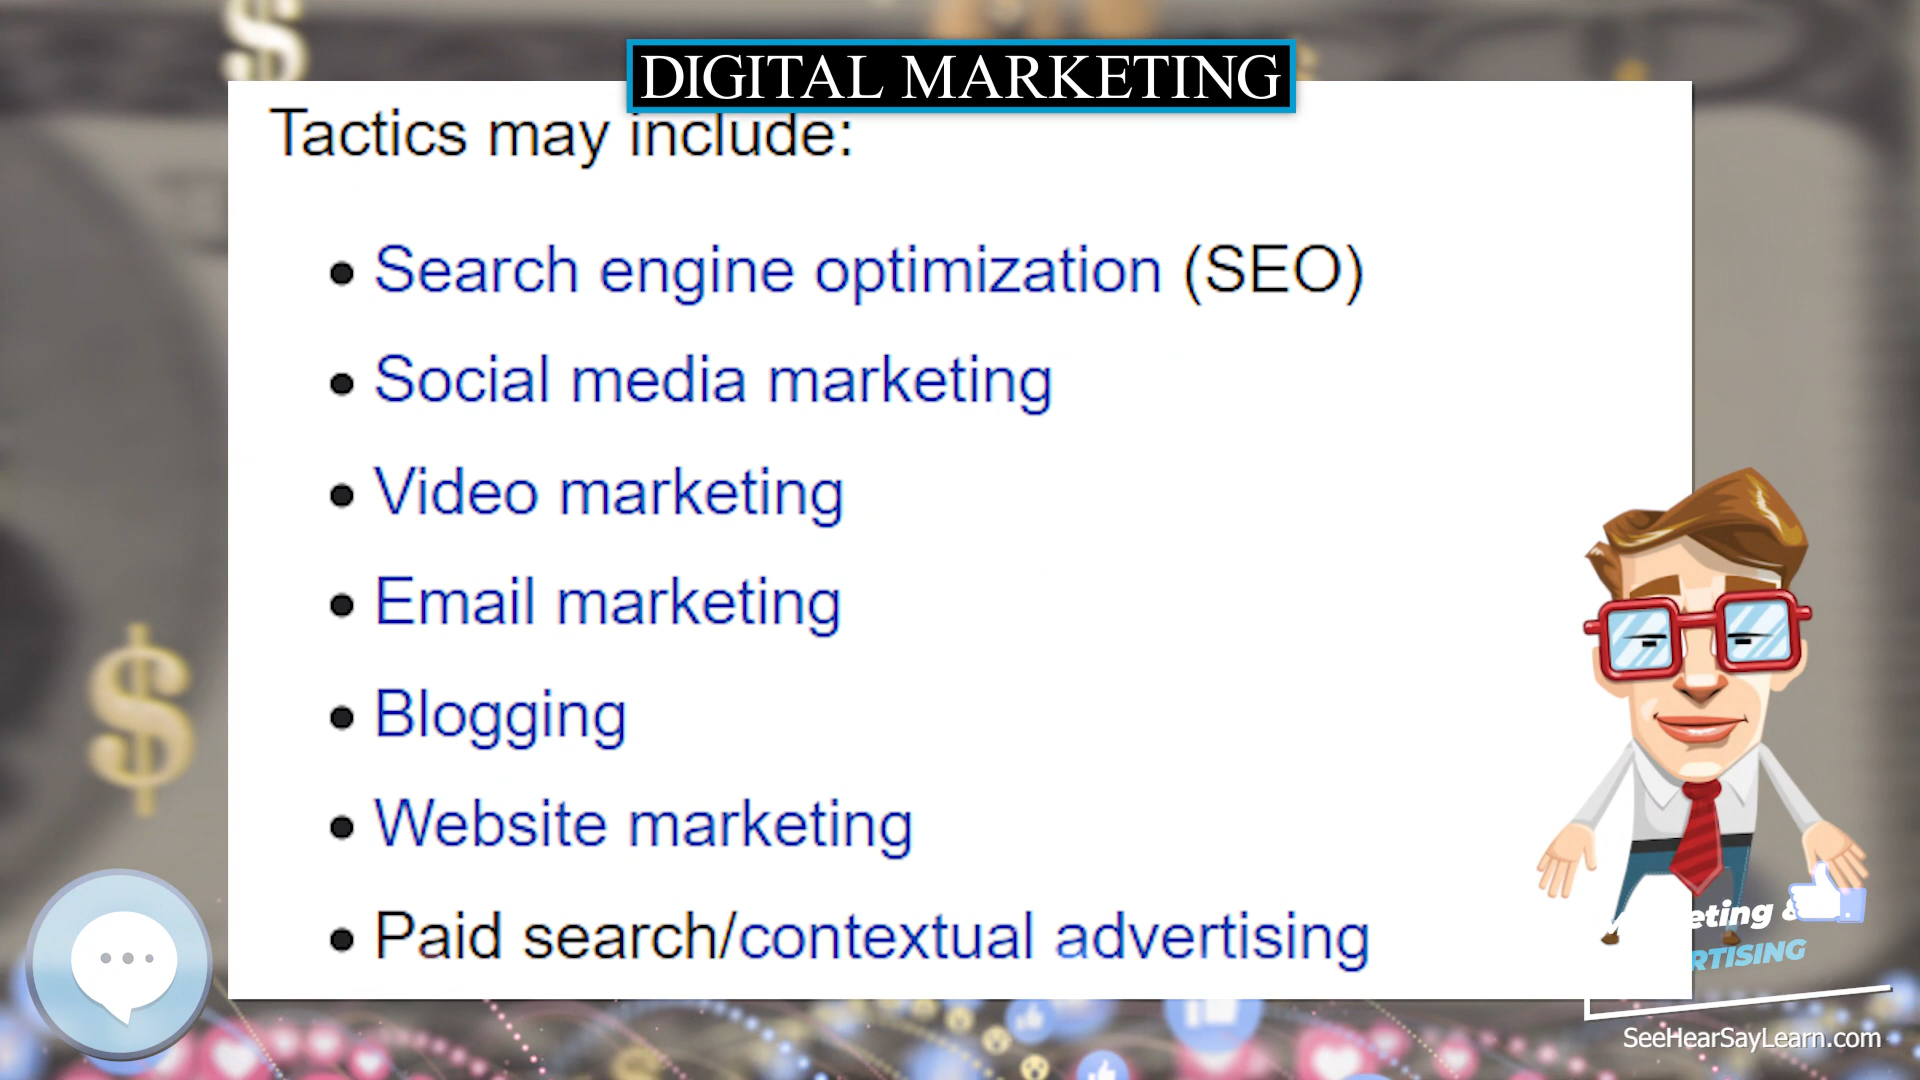 DIGITAL MARKETING
Tactics may include:
• Search engine optimization (SEO)
• Social media marketing
• Video marketing
• Email marketing
• Blogging
• Website marketing
• Paid search/contextual advertising
SeeHearSayLearn.com